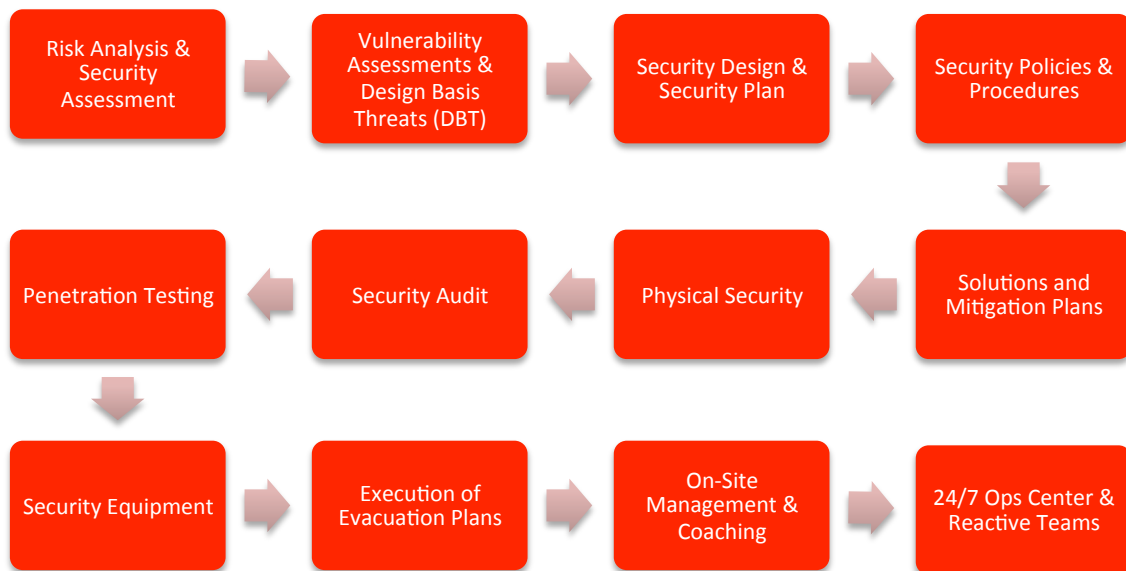 Risk Analysis &
Security
Assessment
Vulnerability
Assessments &
Design Basis
Threats (DBT)
Security Design &
Security Plan
Security Policies &
Procedures
Solutions and
Mitigation Plans
Physical Security
Security Audit
Penetration Testing
Security Equipment
Execution of
Evacuation Plans
On-Site
Management &
Coaching
24/7 Ops Center &
Reactive Teams